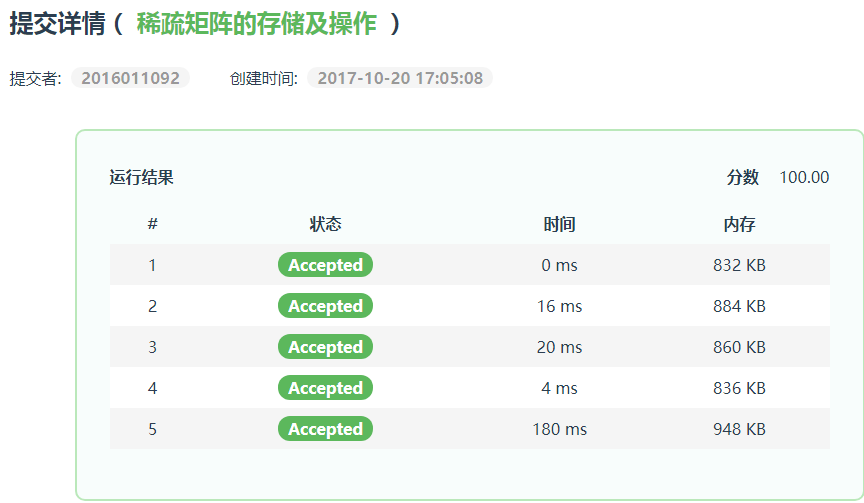 提交详情（ 稀疏矩阵的存储及操作 ）
提交者: 2016011092 创建时间: 2017-10-20 17:05:08
运行结果 分数 100.00
# 状态 时间 内存
1 Accepted 0 ms 832 KB
2 Accepted 16 ms 884 KB
3 Accepted 20 ms 860 KB
4 Accepted 4 ms 836 KB
5 Accepted 180 ms 948 KB